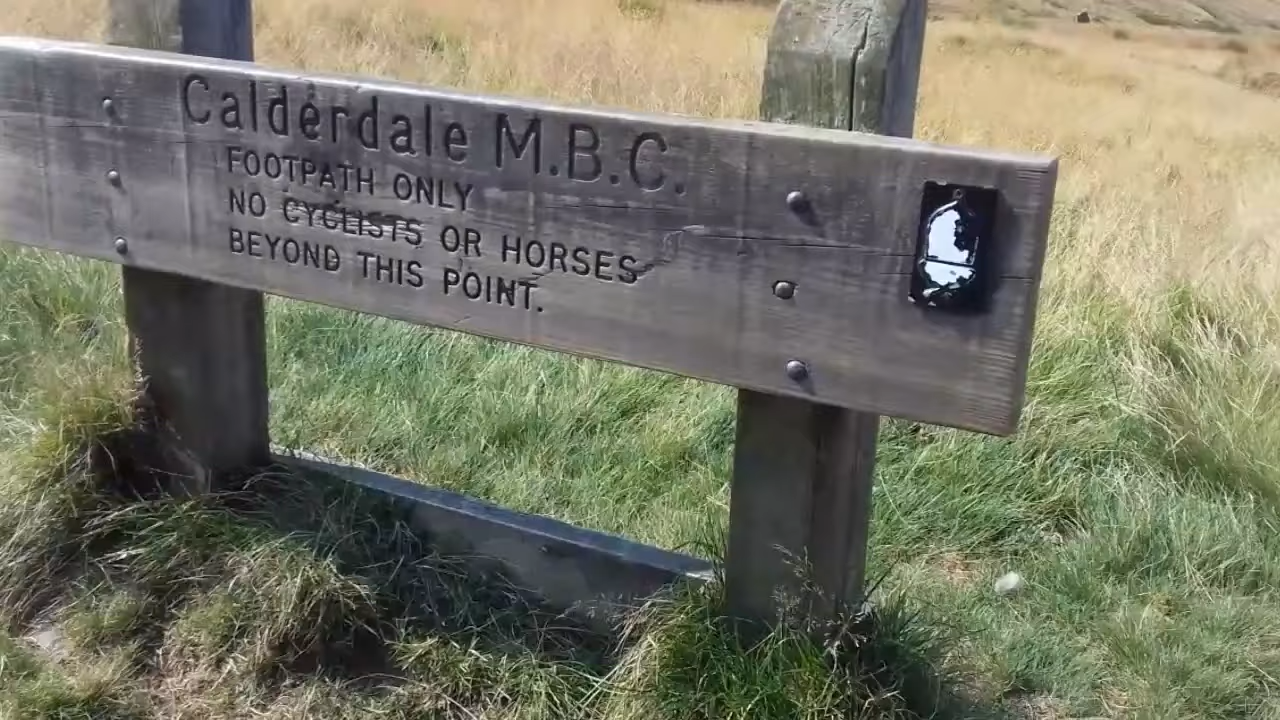 Calderdale M.B.C.
FOOTPATH ONLY
NO CYCLISTS OR HORSES
BEYOND THIS POINT.